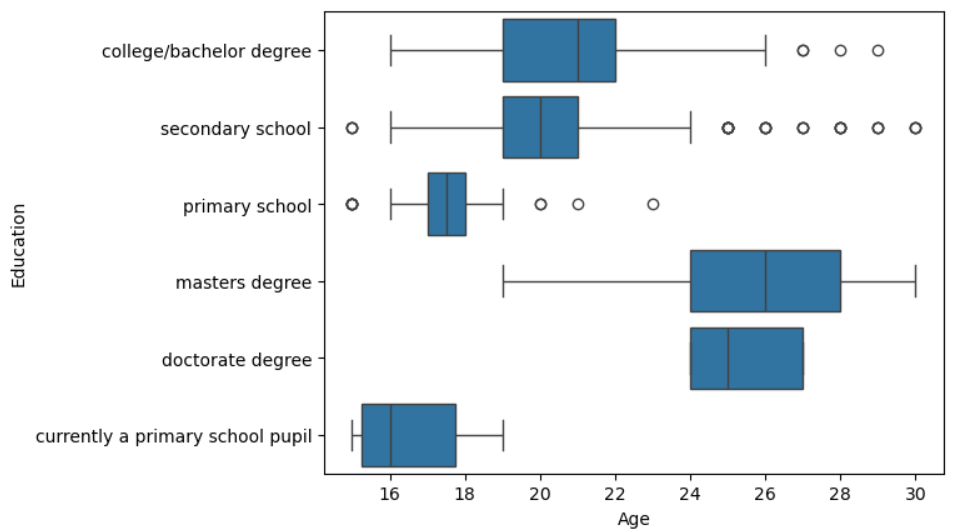 college/bachelor degree
secondary school
primary school
masters degree
doctorate degree
currently a primary school pupil
Education
16 18 20 22 24 26 28 30
Age